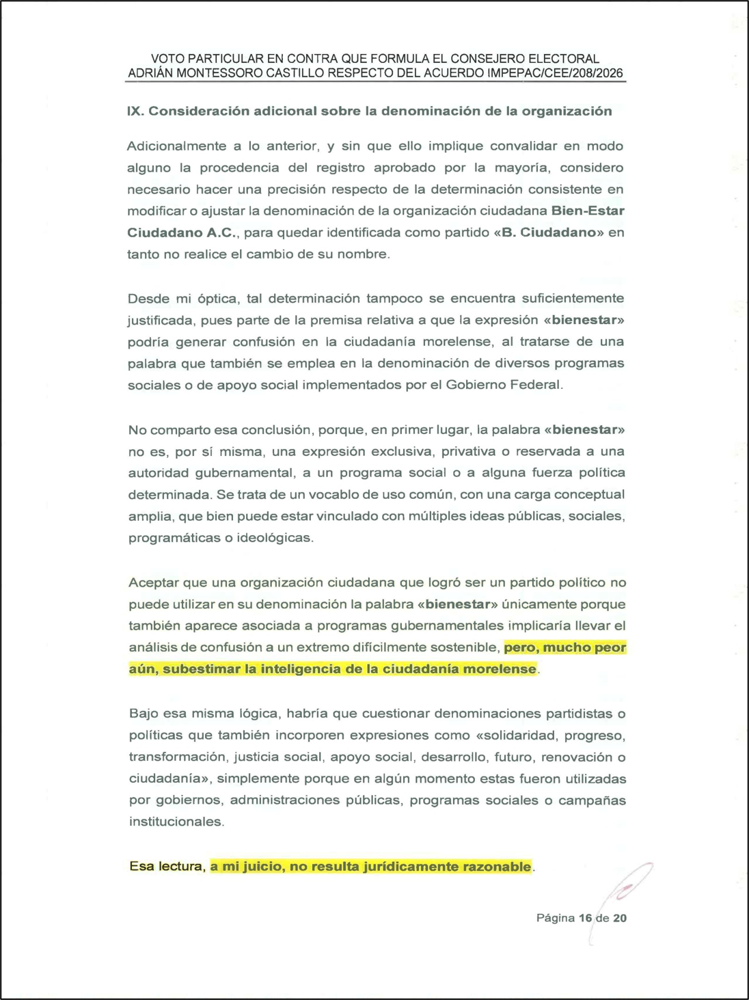 VOTO PARTICULAR EN CONTRA QUE FORMULA EL CONSEJERO ELECTORAL
ADRIÁN MONTESSORO CASTILLO RESPECTO DEL ACUERDO IMPEPAC/CEE/208/2026
IX. Consideración adicional sobre la denominación de la organización
Adicionalmente a lo anterior, y sin que ello implique convalidar en modo
alguno la procedencia del registro aprobado por la mayoría, considero
necesario hacer una precisión respecto de la determinación consistente en
modificar o ajustar la denominación de la organización ciudadana Bien-Estar
Ciudadano A.C., para quedar identificada como partido «B. Ciudadano» en
tanto no realice el cambio de su nombre.
Desde mi óptica, tal determinación tampoco se encuentra suficientemente
justificada, pues parte de la premisa relativa a que la expresión «bienestar»
podría generar confusión en la ciudadanía morelense, al tratarse de una
palabra que también se emplea en la denominación de diversos programas
sociales o de apoyo social implementados por el Gobierno Federal.
No comparto esa conclusión, porque, en primer lugar, la palabra «bienestar»
no es, por sí misma, una expresión exclusiva, privativa o reservada a una
autoridad gubernamental, a un programa social o a alguna fuerza política
determinada. Se trata de un vocablo de uso común, con una carga conceptual
amplia, que bien puede estar vinculado con múltiples ideas públicas, sociales,
programáticas o ideológicas.
Aceptar que una organización ciudadana que logró ser un partido político no
puede utilizar en su denominación la palabra «bienestar» únicamente porque
también aparece asociada a programas gubernamentales implicaría llevar el
análisis de confusión a un extremo difícilmente sostenible, pero, mucho peor
aún, subestimar la inteligencia de la ciudadanía morelense.
Bajo esa misma lógica, habría que cuestionar denominaciones partidistas o
políticas que también incorporen expresiones como «solidaridad, progreso,
transformación, justicia social, apoyo social, desarrollo, futuro, renovación o
ciudadanía», simplemente porque en algún momento estas fueron utilizadas
por gobiernos, administraciones públicas, programas sociales o campañas
institucionales.
Esa lectura, a mi juicio, no resulta jurídicamente razonable.
Página 16 de 20